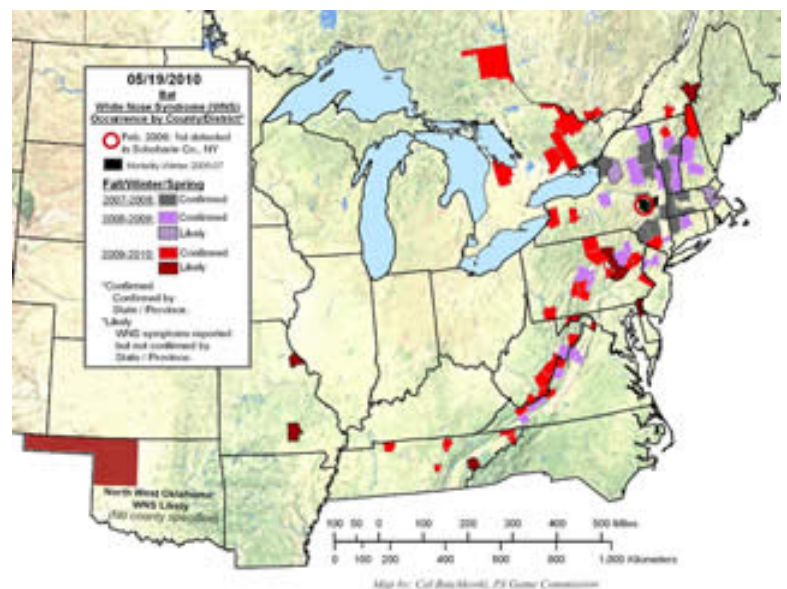 05/19/2010
Bat
White Nose Syndrome (WNS)
Occurrence by County/District*
Feb. 2006: 1st detected
in Schoharie Co., NY
Mortality Winter 2006-07
Fall/Winter/Spring
2007-2008: Confirmed
2008-2009: Confirmed
Likely
2009-2010: Confirmed
Likely
*Confirmed
Confirmed by
State / Province.
*Likely
WNS symptoms reported
but not confirmed by
State / Province.
North West Oklahoma
WNS Likely
(No county specified)
100 50 0 100 200 300 400 500 Miles
0 100 200 400 600 800 1,000 Kilometers
Map by: Cal PA Game Commission